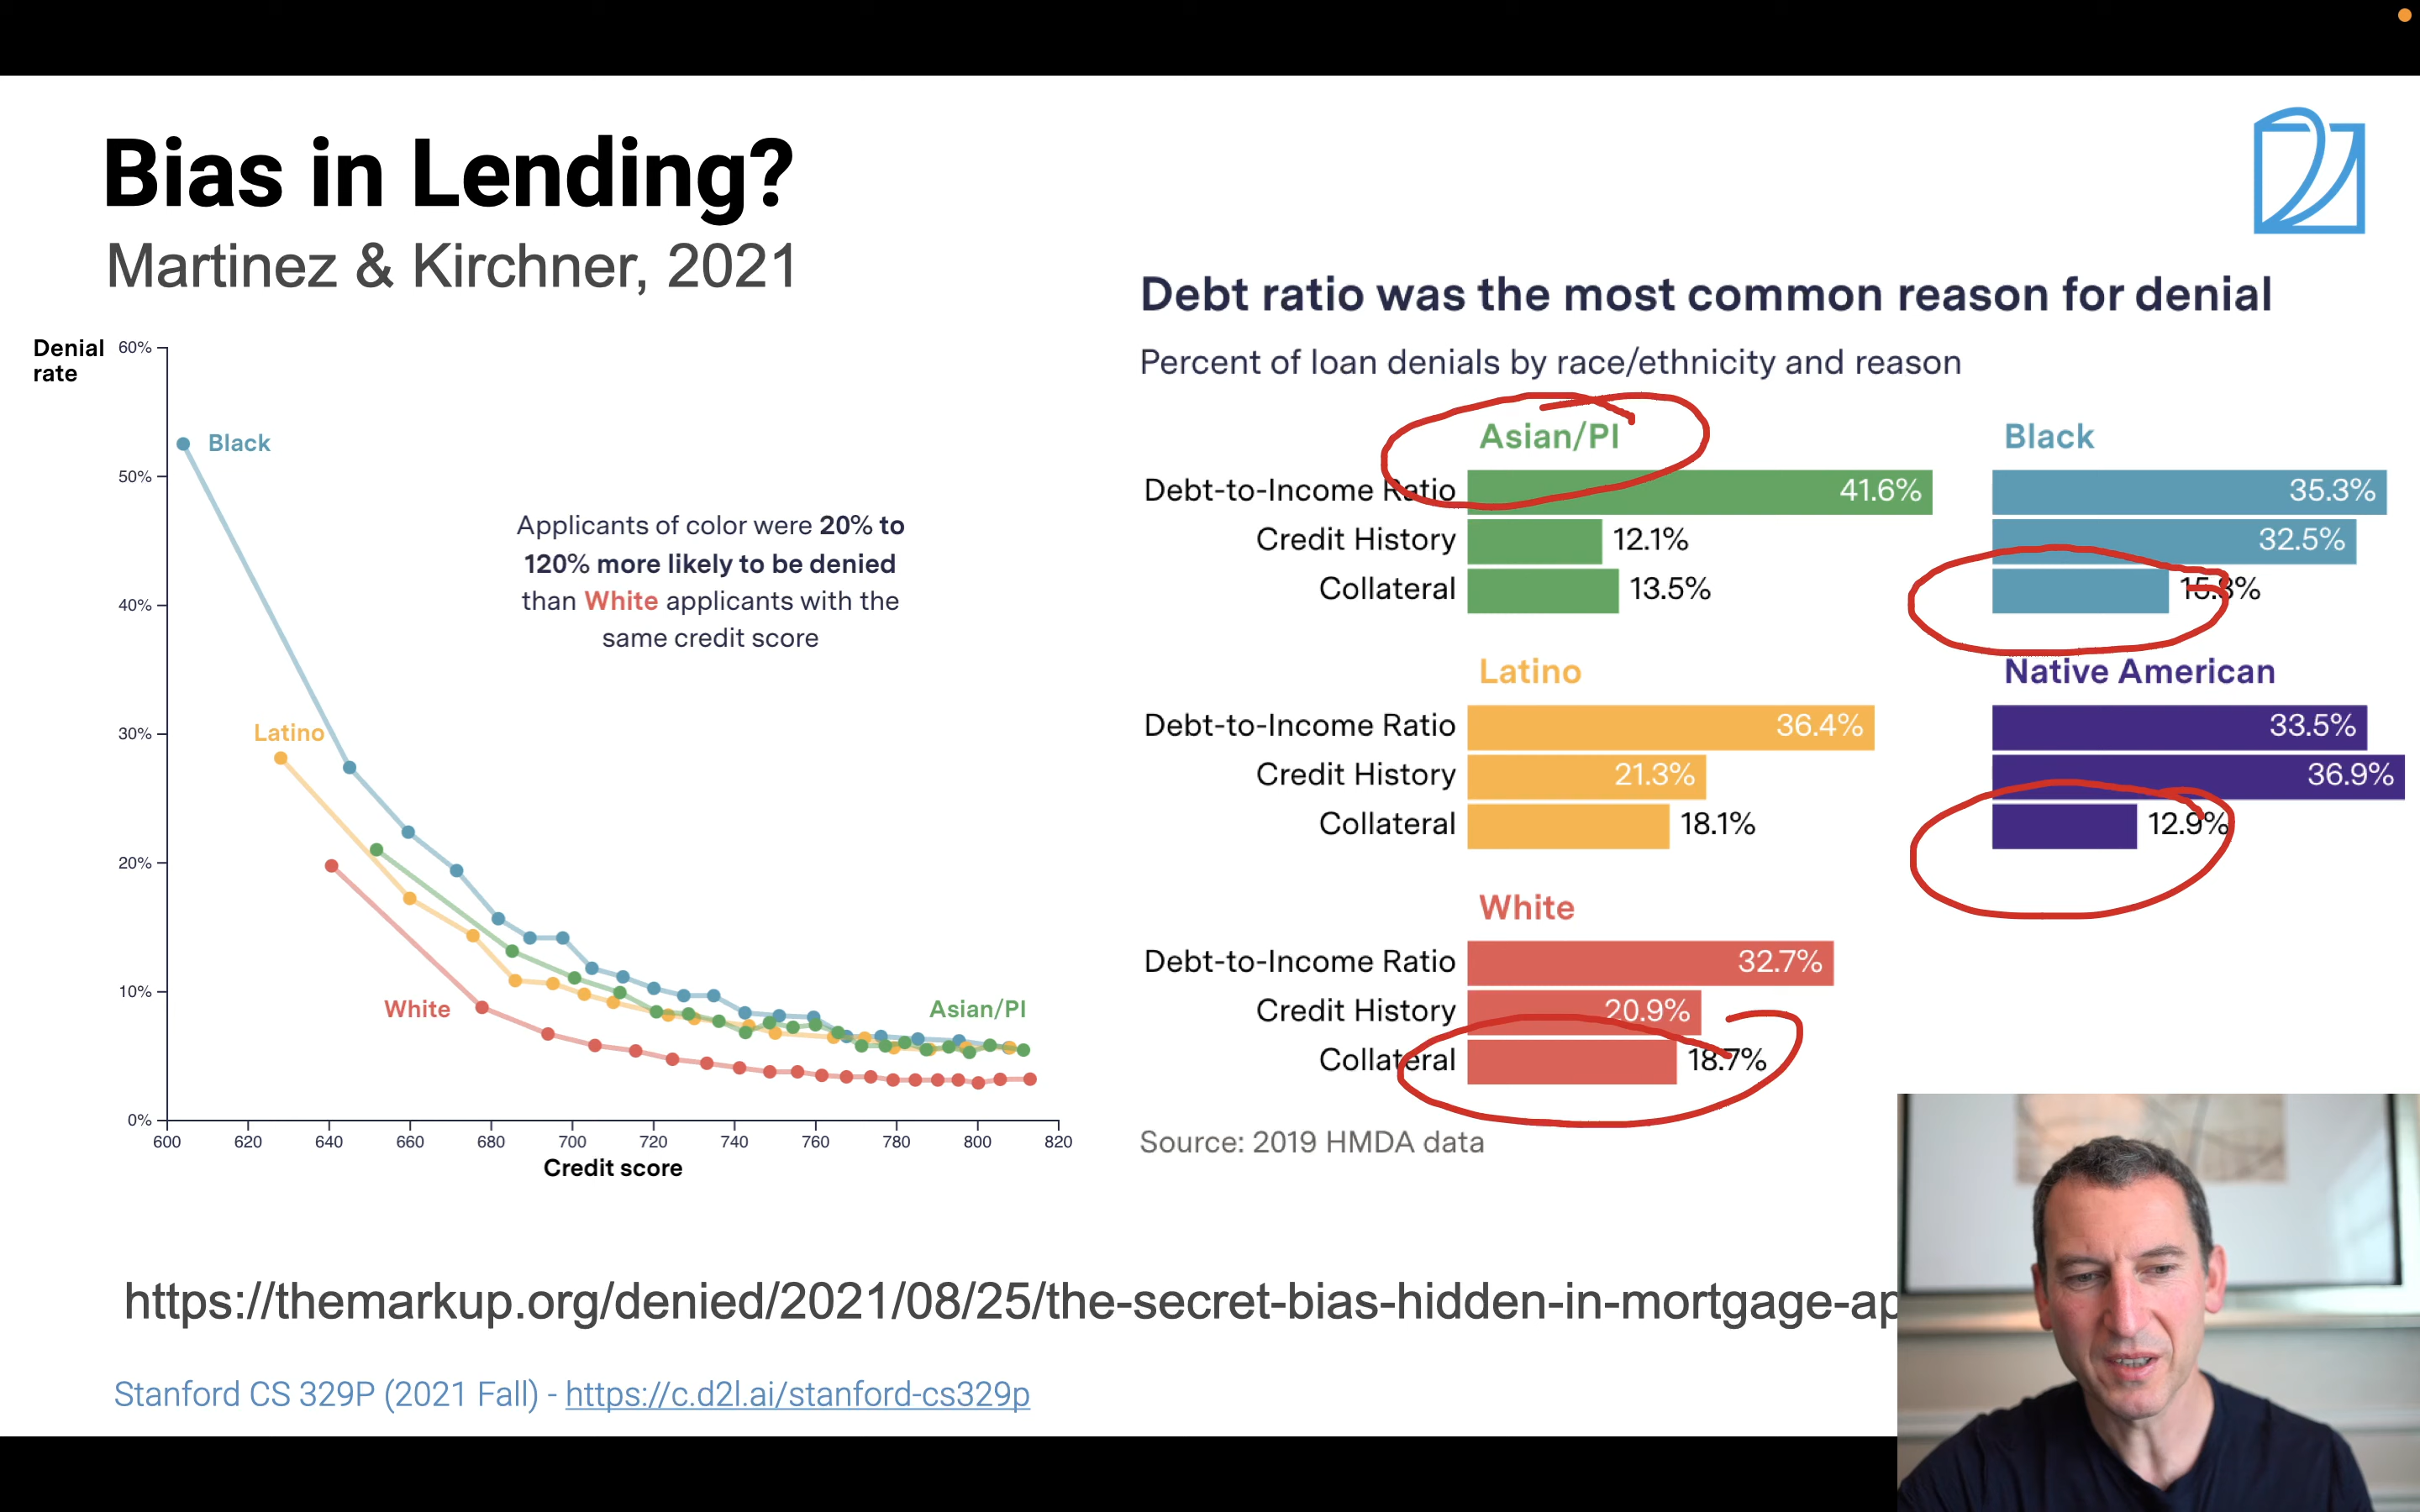 Bias in Lending?
Martinez & Kirchner, 2021
Denial
rate
60%
50%
40%
30%
20%
10%
0%
Black
Latino
White
Asian/PI
Applicants of color were 20% to
120% more likely to be denied
than White applicants with the
same credit score
600 620 640 660 680 700 720 740 760 780 800 820
Credit score
Debt ratio was the most common reason for denial
Percent of loan denials by race/ethnicity and reason
Asian/PI
Debt-to-Income Ratio 41.6%
Credit History 12.1%
Collateral 13.5%
Black
35.3%
32.5%
15.8%
Latino
Debt-to-Income Ratio 36.4%
Credit History 21.3%
Collateral 18.1%
Native American
33.5%
36.9%
12.9%
White
Debt-to-Income Ratio 32.7%
Credit History 20.9%
Collateral 18.7%
Source: 2019 HMDA data
https://themarkup.org/denied/2021/08/25/the-secret-bias-hidden-in-mortgage-ap
Stanford CS 329P (2021 Fall) - https://c.d2l.ai/stanford-cs329p